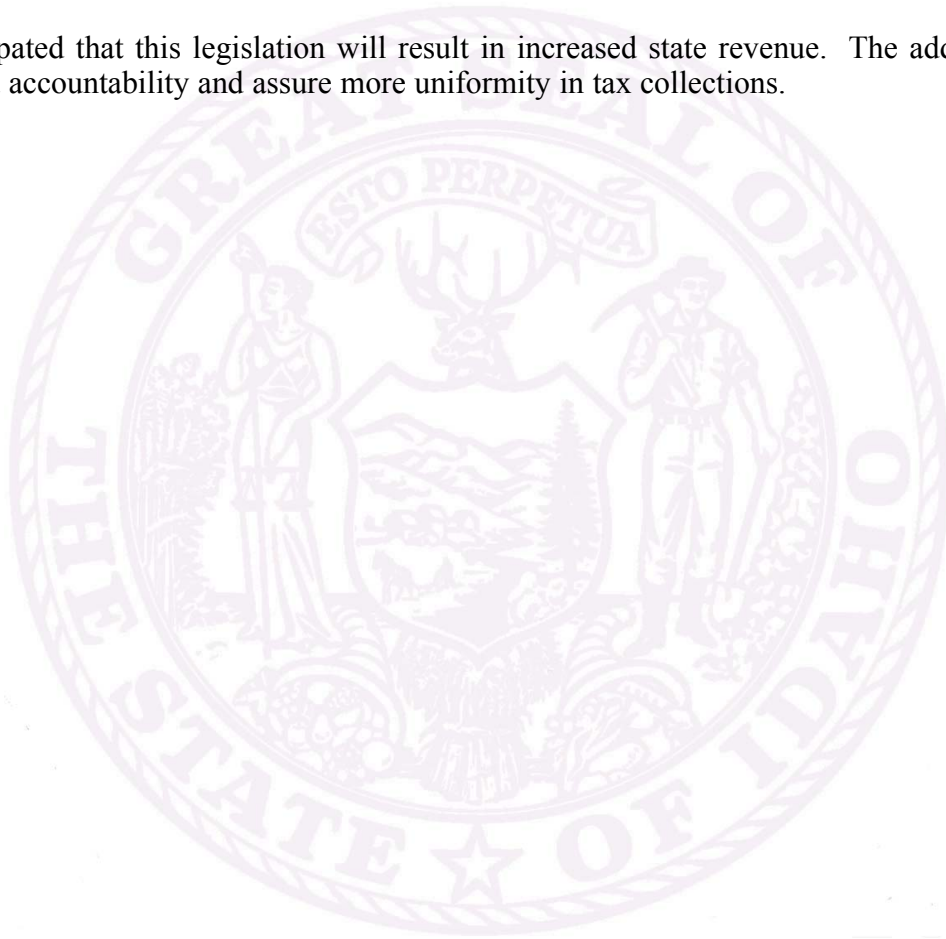 pated that this legislation will result in increased state revenue. The add
accountability and assure more uniformity in tax collections.
ESTO PERPETUA
GREAT SEAL OF
THE STATE OF IDAHO